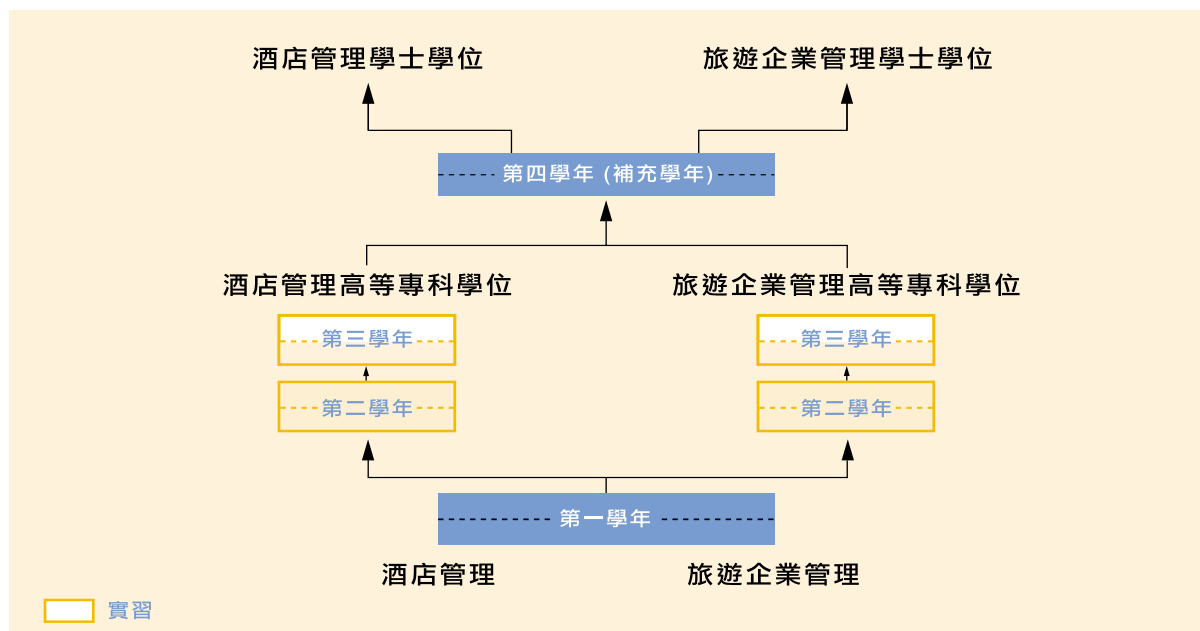 酒店管理學士學位
旅遊企業管理學士學位
第四學年 (補充學年)
酒店管理高等專科學位
旅遊企業管理高等專科學位
第三學年
第三學年
第二學年
第二學年
第一學年
酒店管理
旅遊企業管理
實習